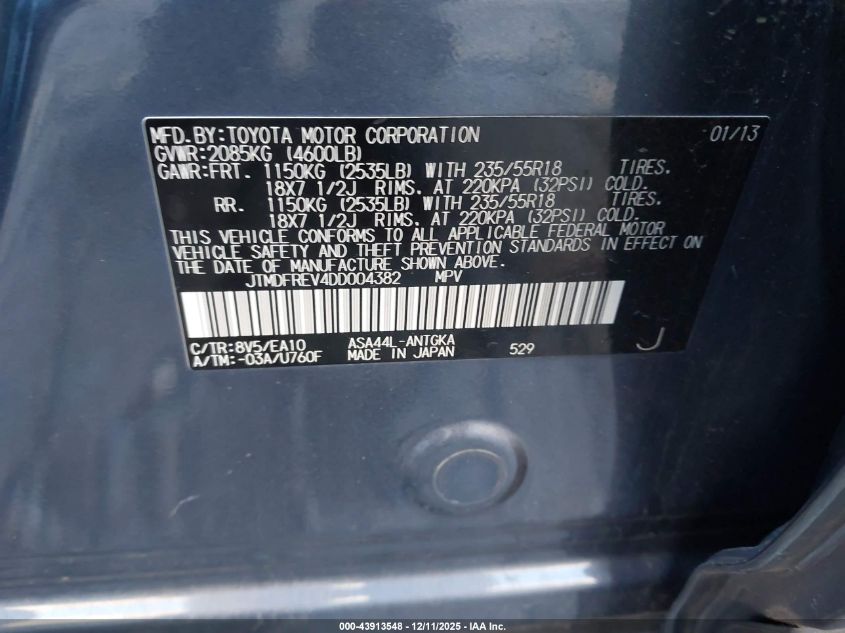 MFD.BY:TOYOTA MOTOR CORPORATION 01/13
GVWR:2085KG (4600LB)
GAWR:FRT. 1150KG (2535LB) WITH 235/55R18 TIRES.
18X7 1/2J RIMS. AT 220KPA (32PSI) COLD.
RR. 1150KG (2535LB) WITH 235/55R18 TIRES.
18X7 1/2J RIMS. AT 220KPA (32PSI) COLD.
THIS VEHICLE CONFORMS TO ALL APPLICABLE FEDERAL MOTOR
VEHICLE SAFETY AND THEFT PREVENTION STANDARDS IN EFFECT ON
THE DATE OF MANUFACTURE SHOWN ABOVE.
JTMDFREV4DD004382 MPV
C/TR:8V5/EA10 ASA44L-ANTGKA
A/TM:-03A/U760F MADE IN JAPAN 529 J
000-43913548 - 12/11/2025 - IAA Inc.